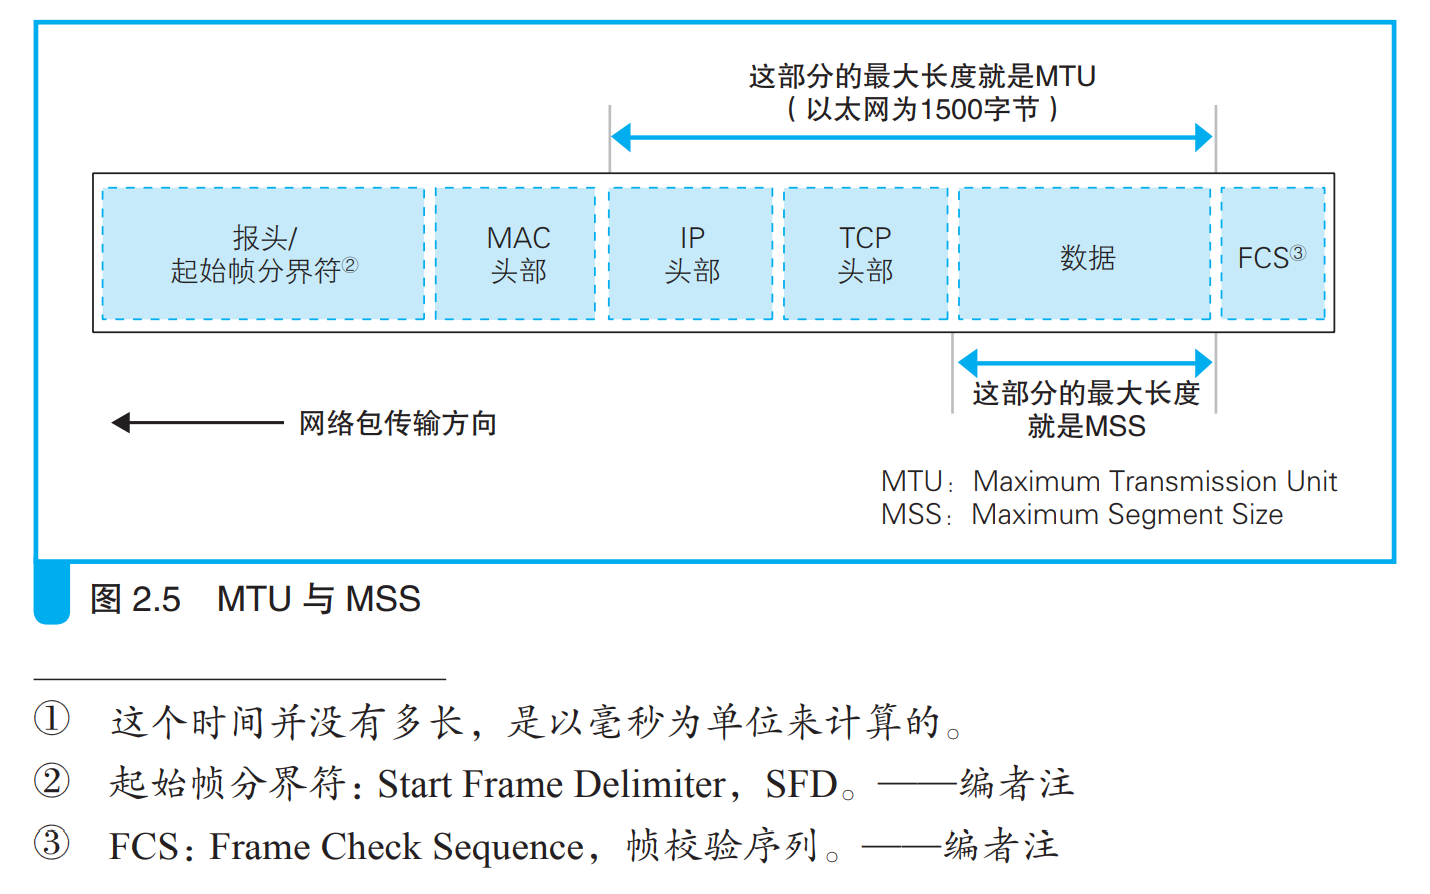 这部分的最大长度就是MTU
（以太网为1500字节）
报头/
起始帧分界符②
MAC
头部
IP
头部
TCP
头部
数据
FCS③
这部分的最大长度
就是MSS
网络包传输方向
MTU：Maximum Transmission Unit
MSS：Maximum Segment Size
图 2.5 MTU 与 MSS
① 这个时间并没有多长，是以毫秒为单位来计算的。
② 起始帧分界符：Start Frame Delimiter，SFD。——编者注
③ FCS：Frame Check Sequence，帧校验序列。——编者注